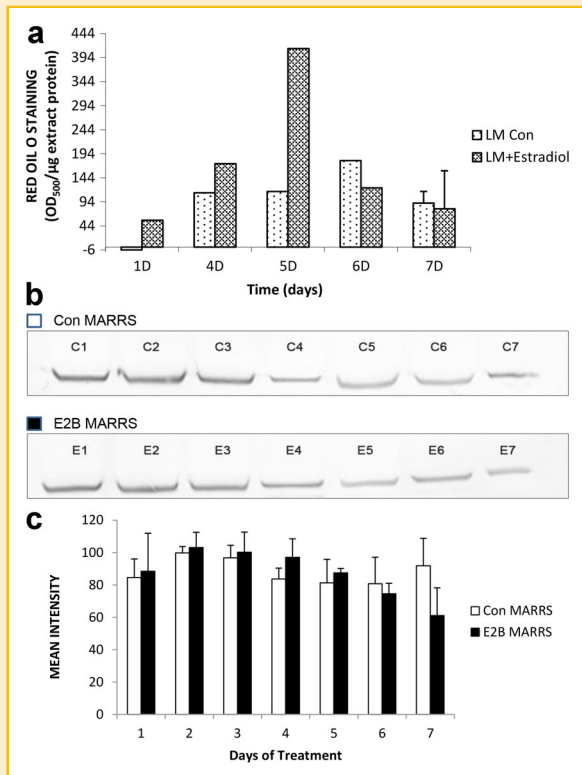 a
RED OIL O STAINING
(OD500/µg extract protein)
444
394
344
294
244
194
144
94
44
-6
1D 4D 5D 6D 7D
Time (days)
LM Con
LM+Estradiol
b
Con MARRS
C1 C2 C3 C4 C5 C6 C7
E2B MARRS
E1 E2 E3 E4 E5 E6 E7
c
MEAN INTENSITY
120
100
80
60
40
20
0
1 2 3 4 5 6 7
Days of Treatment
Con MARRS
E2B MARRS